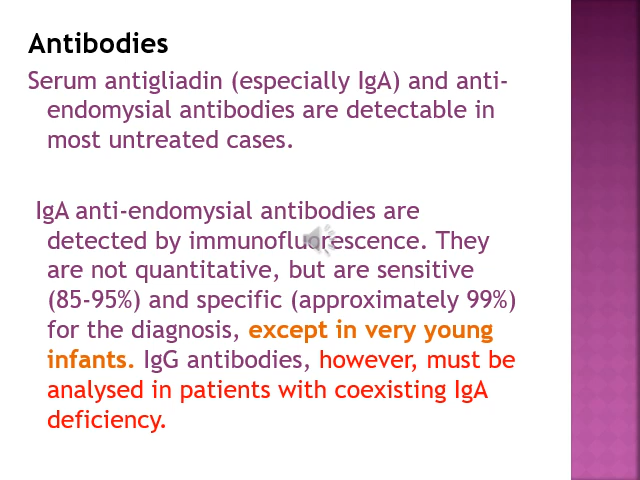 Antibodies
Serum antigliadin (especially IgA) and anti-
endomysial antibodies are detectable in
most untreated cases.
IgA anti-endomysial antibodies are
detected by immunofluorescence. They
are not quantitative, but are sensitive
(85-95%) and specific (approximately 99%)
for the diagnosis, except in very young
infants. IgG antibodies, however, must be
analysed in patients with coexisting IgA
deficiency.